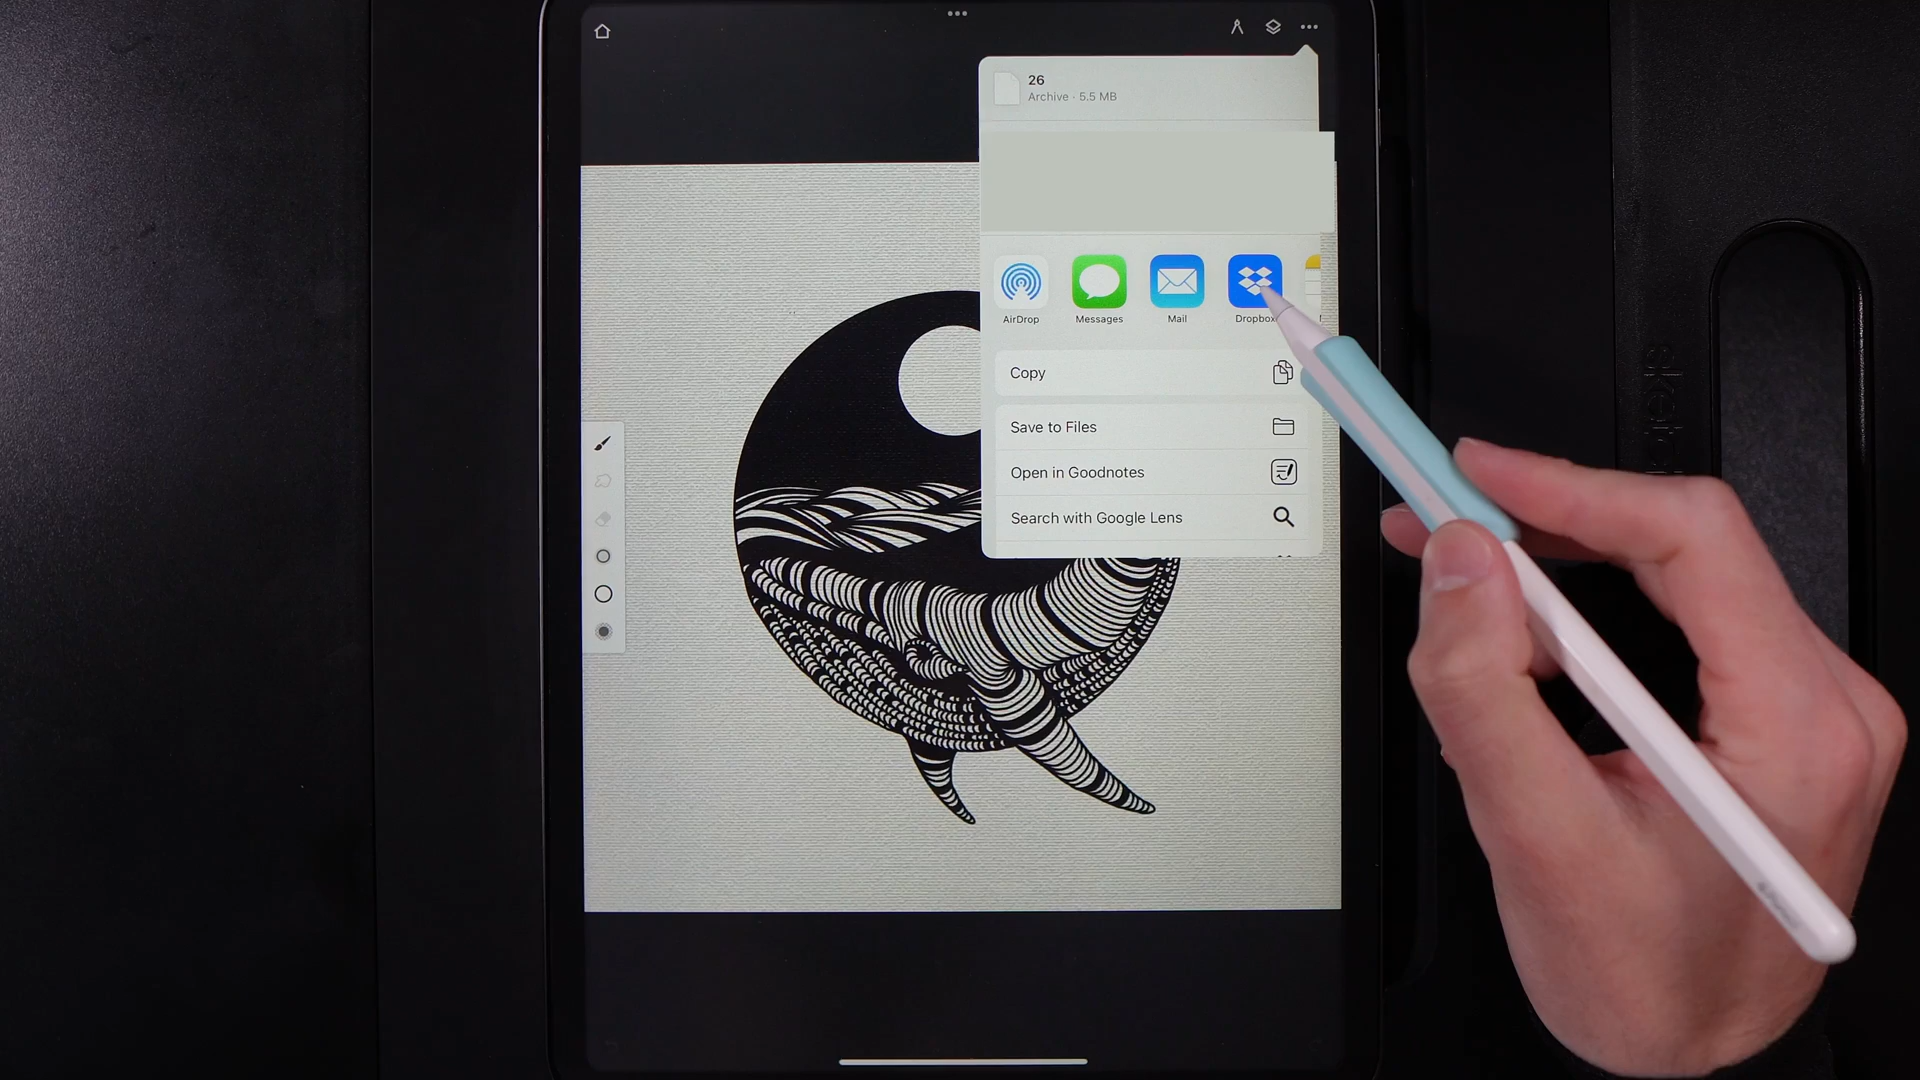 26
Archive · 5.5 MB
AirDrop
Messages
Mail
Dropbox
Copy
Save to Files
Open in Goodnotes
Search with Google Lens